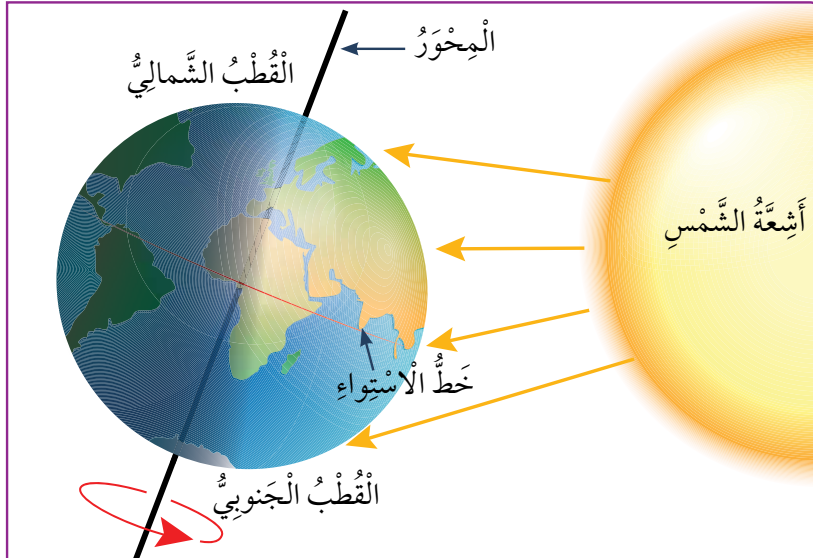 الْمِحْوَرُ
الْقُطْبُ الشَّمالِيُّ
أَشِعَّةُ الشَّمْسِ
خَطُّ الْاسْتِواءِ
الْقُطْبُ الْجَنوبِيُّ